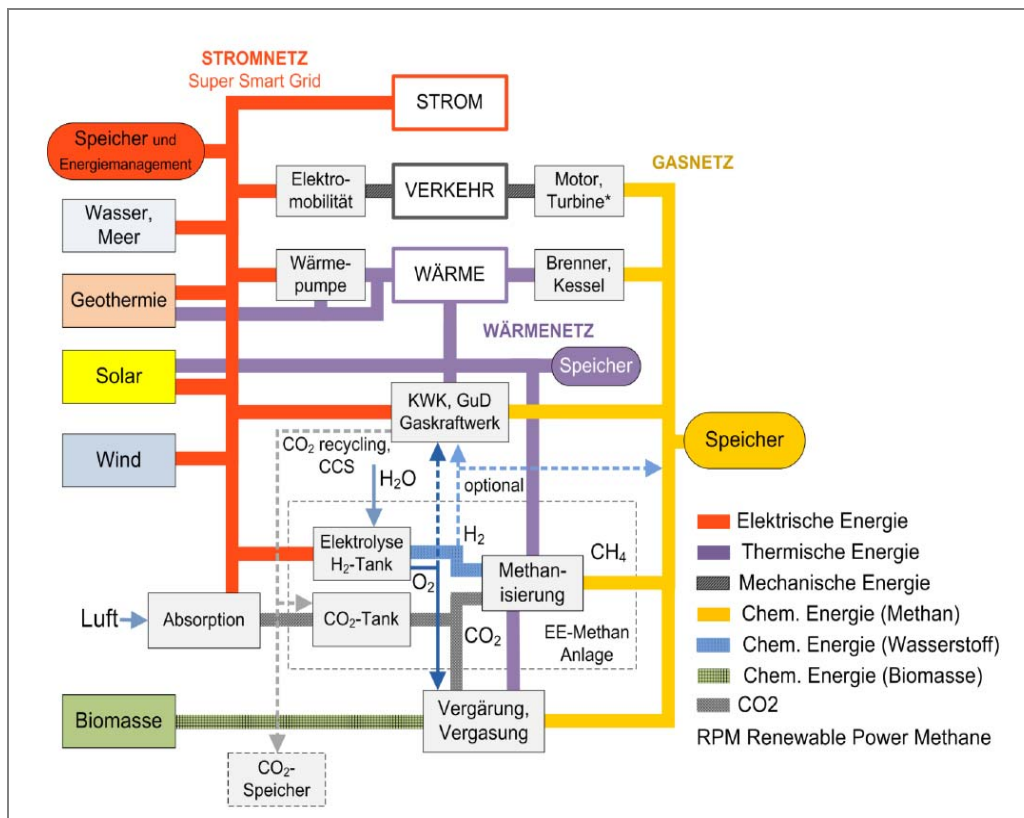 STROMNETZ
Super Smart Grid
STROM
Speicher und
Energiemanagement
GASNETZ
Elektro-
mobilität
VERKEHR
Motor,
Turbine*
Wasser,
Meer
Wärme-
pumpe
WÄRME
Brenner,
Kessel
Geothermie
WÄRMENETZ
Solar
Speicher
KWK, GuD
Gaskraftwerk
Speicher
Wind
CO₂ recycling,
CCS
H₂O
optional
Elektrolyse
H₂-Tank
H₂
O₂
Methan-
isierung
CH₄
Luft
Absorption
CO₂-Tank
CO₂
EE-Methan
Anlage
Biomasse
Vergärung,
Vergasung
CO₂-
Speicher
Elektrische Energie
Thermische Energie
Mechanische Energie
Chem. Energie (Methan)
Chem. Energie (Wasserstoff)
Chem. Energie (Biomasse)
CO2
RPM Renewable Power Methane